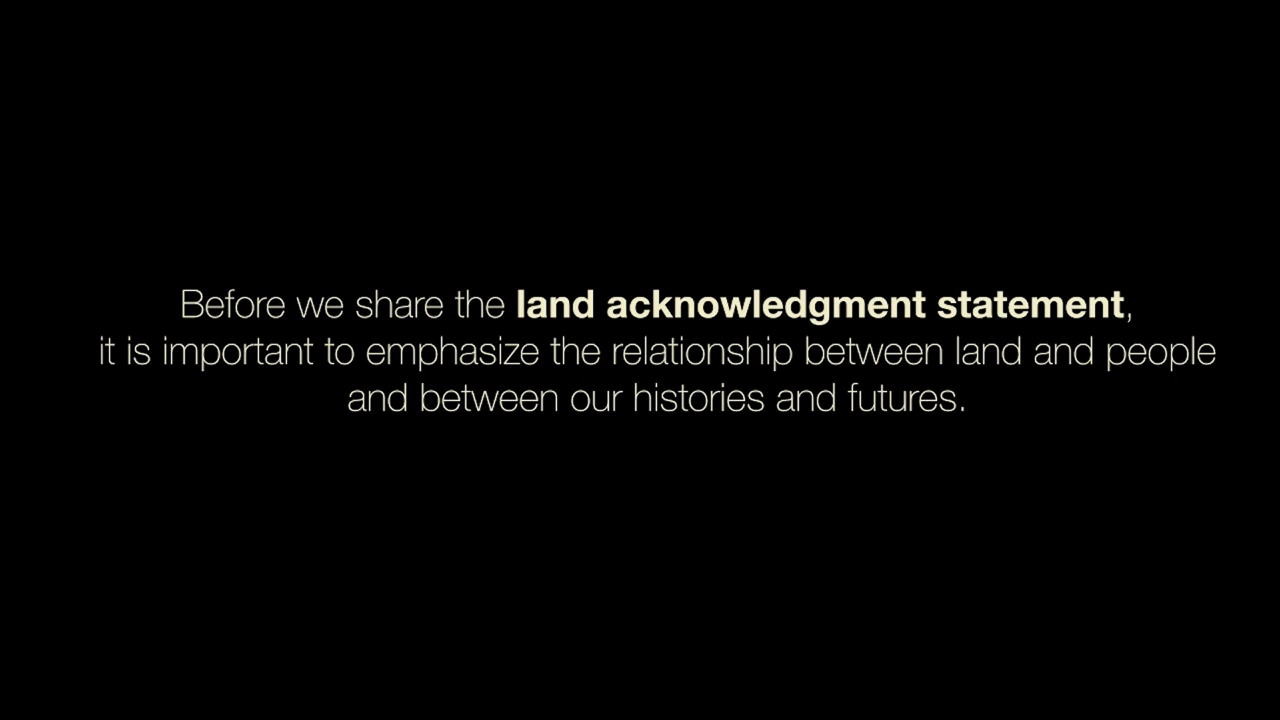 Before we share the land acknowledgment statement,
it is important to emphasize the relationship between land and people
and between our histories and futures.